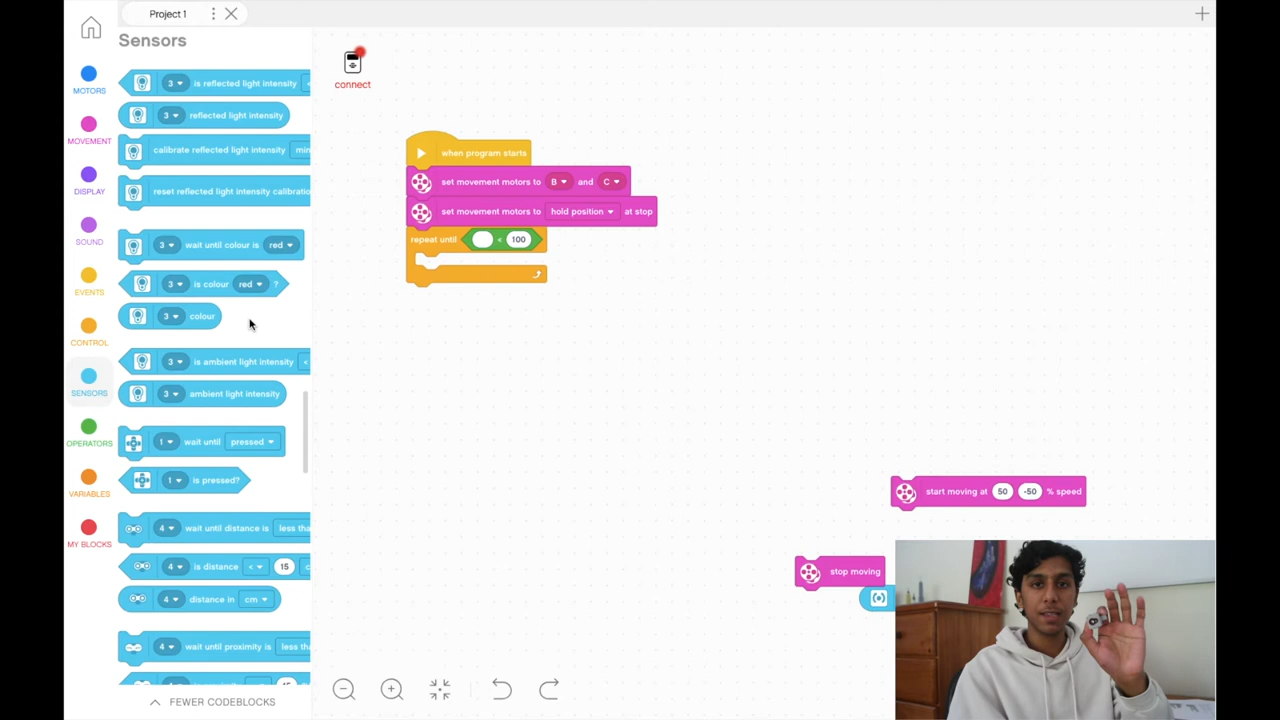 Project 1
Sensors
connect
MOTORS
MOVEMENT
DISPLAY
SOUND
EVENTS
CONTROL
SENSORS
OPERATORS
VARIABLES
MY BLOCKS
3 is reflected light intensity <
3 reflected light intensity
calibrate reflected light intensity min
reset reflected light intensity calibratio
3 wait until colour is red
3 is colour red ?
3 colour
3 is ambient light intensity <
3 ambient light intensity
1 wait until pressed
1 is pressed?
4 wait until distance is less tha
4 is distance < 15 c
4 distance in cm
4 wait until proximity is less tha
FEWER CODEBLOCKS
when program starts
set movement motors to B and C
set movement motors to hold position at stop
repeat until < 100
start moving at 50 -50 % speed
stop moving